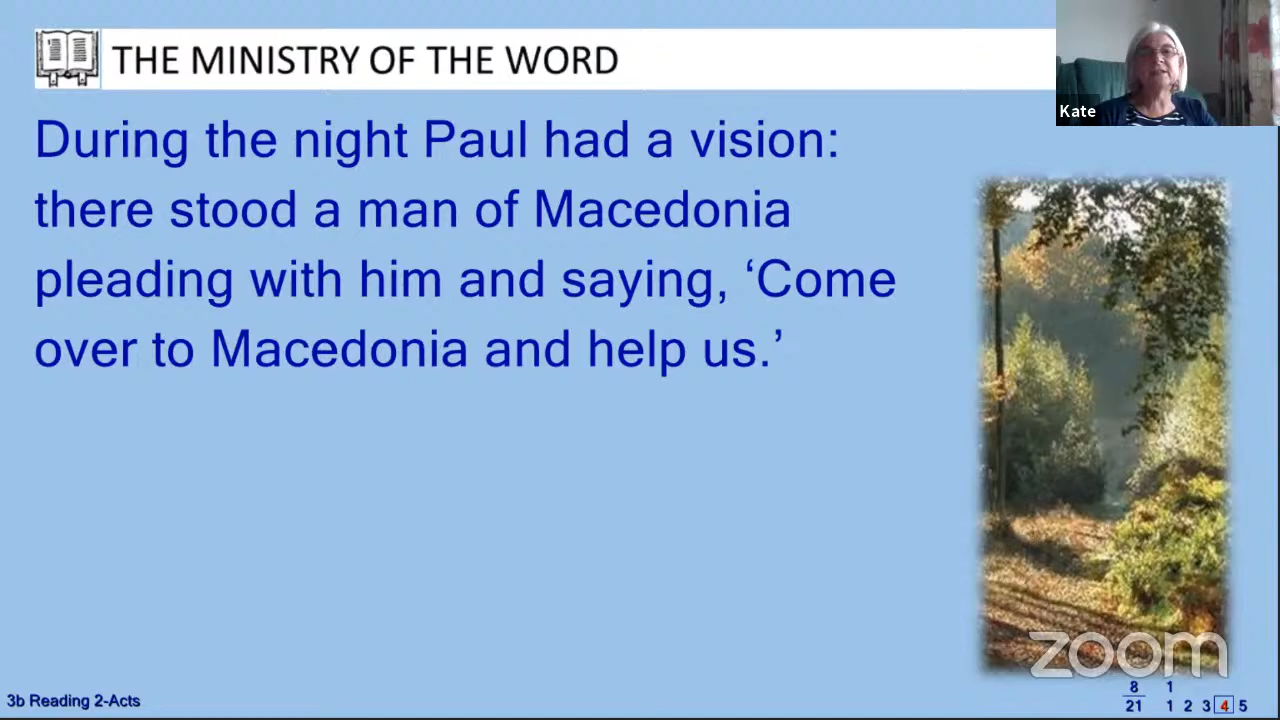 THE MINISTRY OF THE WORD
Kate
During the night Paul had a vision:
there stood a man of Macedonia
pleading with him and saying, ‘Come
over to Macedonia and help us.’
zoom
3b Reading 2-Acts
8 1
21 1 2 3 4 5